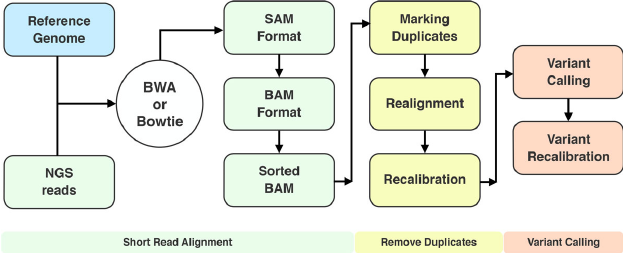 Reference
Genome
NGS
reads
BWA
or
Bowtie
SAM
Format
BAM
Format
Sorted
BAM
Marking
Duplicates
Realignment
Recalibration
Variant
Calling
Variant
Recalibration
Short Read Alignment
Remove Duplicates
Variant Calling